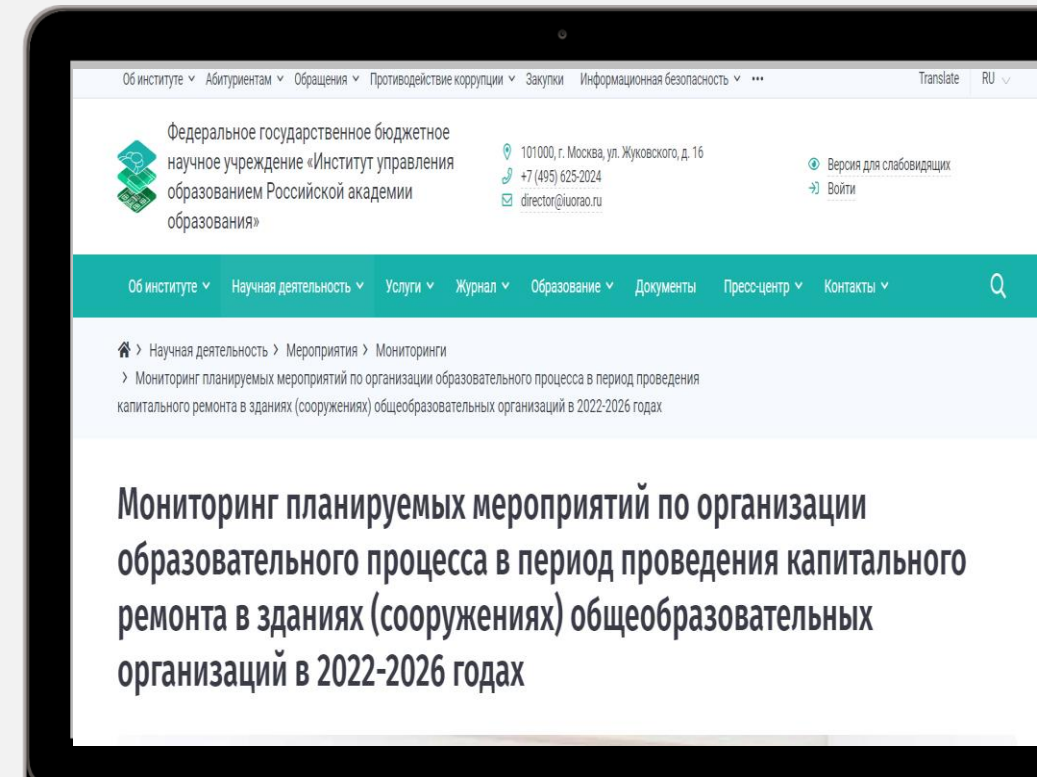 Об институте Абитуриентам Обращения Противодействие коррупции Закупки Информационная безопасность ••• Translate RU
Федеральное государственное бюджетное
научное учреждение «Институт управления
образованием Российской академии
образования»
101000, г. Москва, ул. Жуковского, д. 16
+7 (495) 625-2024
director@iuorao.ru
Версия для слабовидящих
Войти
Об институте Научная деятельность Услуги Журнал Образование Документы Пресс-центр Контакты
> Научная деятельность > Мероприятия > Мониторинги
> Мониторинг планируемых мероприятий по организации образовательного процесса в период проведения
капитального ремонта в зданиях (сооружениях) общеобразовательных организаций в 2022-2026 годах
Мониторинг планируемых мероприятий по организации
образовательного процесса в период проведения капитального
ремонта в зданиях (сооружениях) общеобразовательных
организаций в 2022-2026 годах